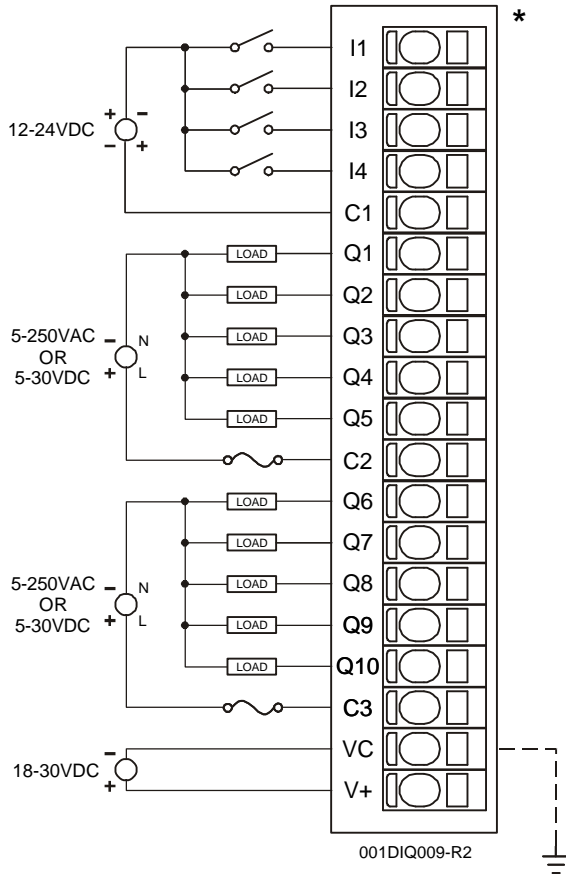 *
I1
I2
12-24VDC
+ -
- +
I3
I4
C1
Q1
LOAD
Q2
LOAD
5-250VAC
OR
5-30VDC
- N
+ L
Q3
LOAD
Q4
LOAD
Q5
LOAD
C2
Q6
LOAD
Q7
LOAD
5-250VAC
OR
5-30VDC
- N
+ L
Q8
LOAD
Q9
LOAD
Q10
LOAD
C3
18-30VDC
-
+
VC
V+
001DIQ009-R2